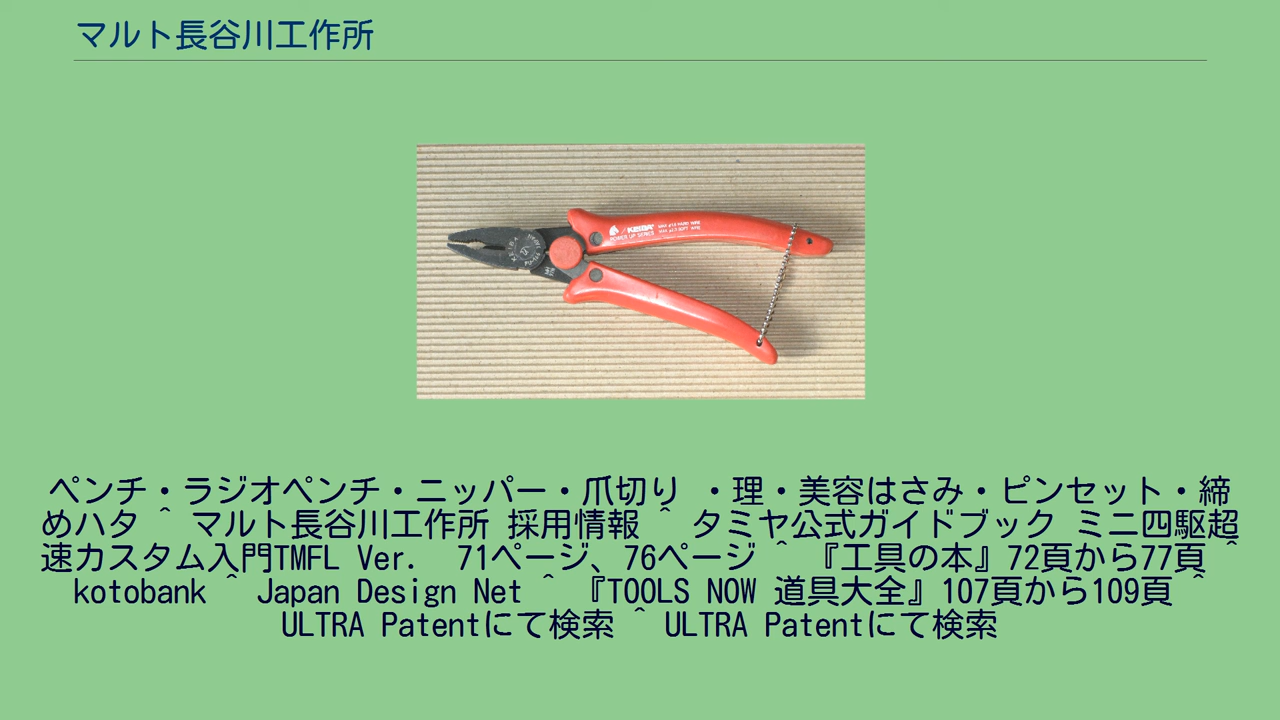 マルト長谷川工作所
KEIBA
POWER UP SERIES
ペンチ・ラジオペンチ・ニッパー・爪切り ・理・美容はさみ・ピンセット・締
めハタ ^ マルト長谷川工作所 採用情報 ^ タミヤ公式ガイドブック ミニ四駆超
速カスタム入門TMFL Ver. 71ページ、76ページ ^ 『工具の本』72頁から77頁 ^
kotobank ^ Japan Design Net ^ 『TOOLS NOW 道具大全』107頁から109頁 ^
ULTRA Patentにて検索 ^ ULTRA Patentにて検索